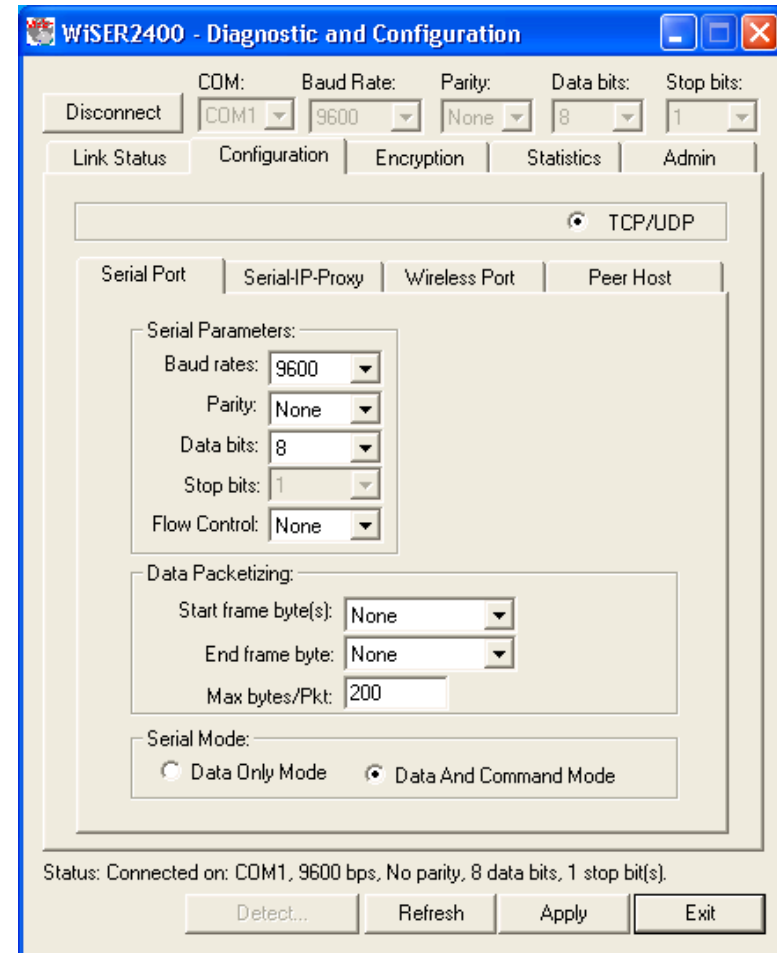 WiSER2400 - Diagnostic and Configuration
COM: Baud Rate: Parity: Data bits: Stop bits:
Disconnect COM1 9600 None 8 1
Link Status Configuration Encryption Statistics Admin
TCP/UDP
Serial Port Serial-IP-Proxy Wireless Port Peer Host
Serial Parameters:
Baud rates: 9600
Parity: None
Data bits: 8
Stop bits: 1
Flow Control: None
Data Packetizing:
Start frame byte(s): None
End frame byte: None
Max bytes/Pkt: 200
Serial Mode:
Data Only Mode Data And Command Mode
Status: Connected on: COM1, 9600 bps, No parity, 8 data bits, 1 stop bit(s).
Detect... Refresh Apply Exit